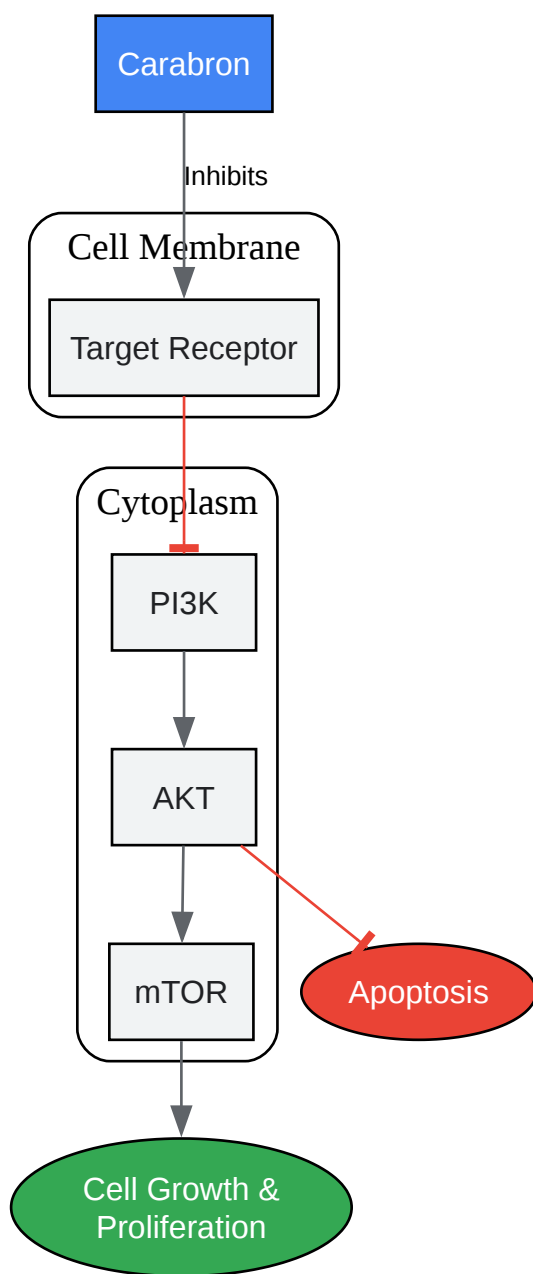 Carabron
Inhibits
Cell Membrane
Target Receptor
Cytoplasm
PI3K
AKT
mTOR
Apoptosis
Cell Growth &
Proliferation